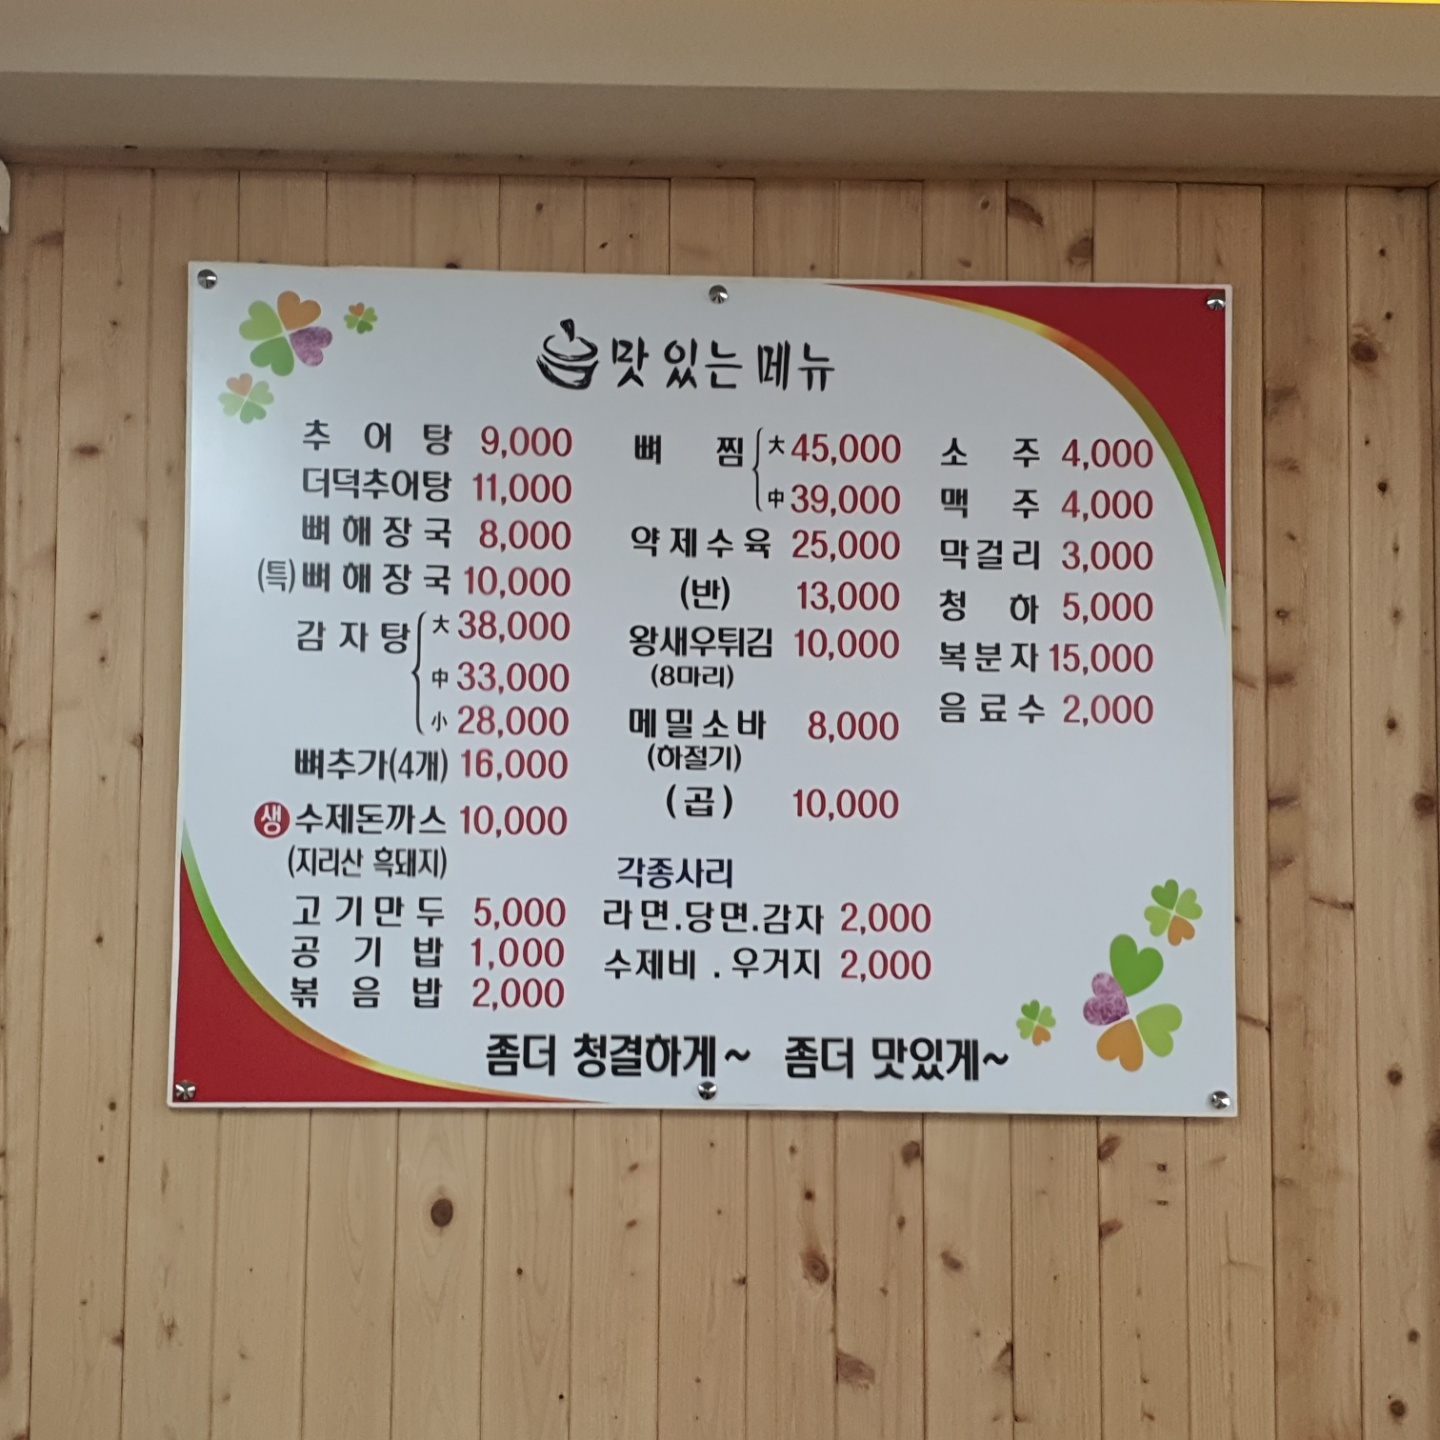 맛있는 메뉴
추어탕 9,000
더덕추어탕 11,000
뼈해장국 8,000
(특)뼈해장국 10,000
감자탕 大 38,000
中 33,000
小 28,000
뼈추가(4개) 16,000
생 수제돈까스 10,000
(지리산 흑돼지)
고기만두 5,000
공기밥 1,000
볶음밥 2,000
뼈찜 大 45,000
中 39,000
약제수육 25,000
(반) 13,000
왕새우튀김 10,000
(8마리)
메밀소바 8,000
(하절기)
(곱) 10,000
각종사리
라면.당면.감자 2,000
수제비 . 우거지 2,000
소주 4,000
맥주 4,000
막걸리 3,000
청하 5,000
복분자 15,000
음료수 2,000
좀더 청결하게~ 좀더 맛있게~